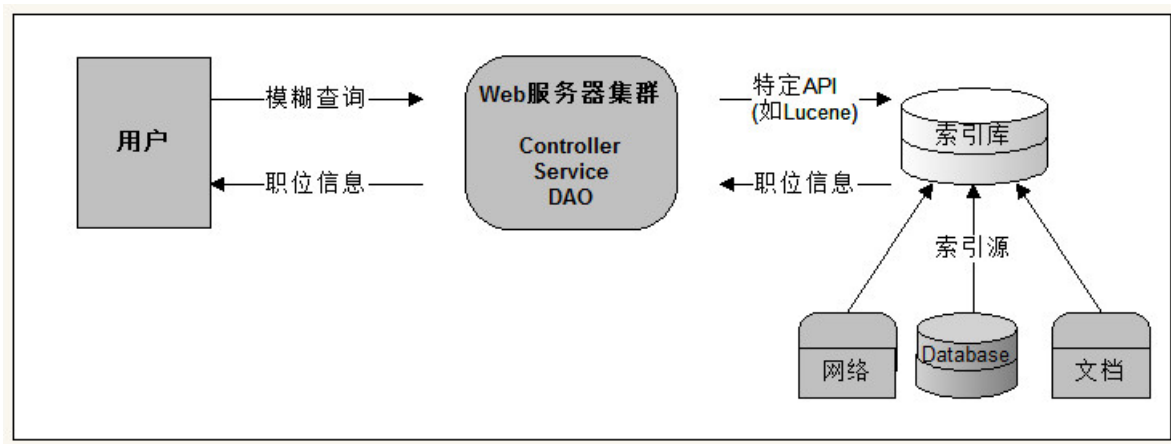 用户
模糊查询
职位信息
Web服务器集群
Controller
Service
DAO
特定API
(如Lucene)
职位信息
索引库
索引源
网络
Database
文档